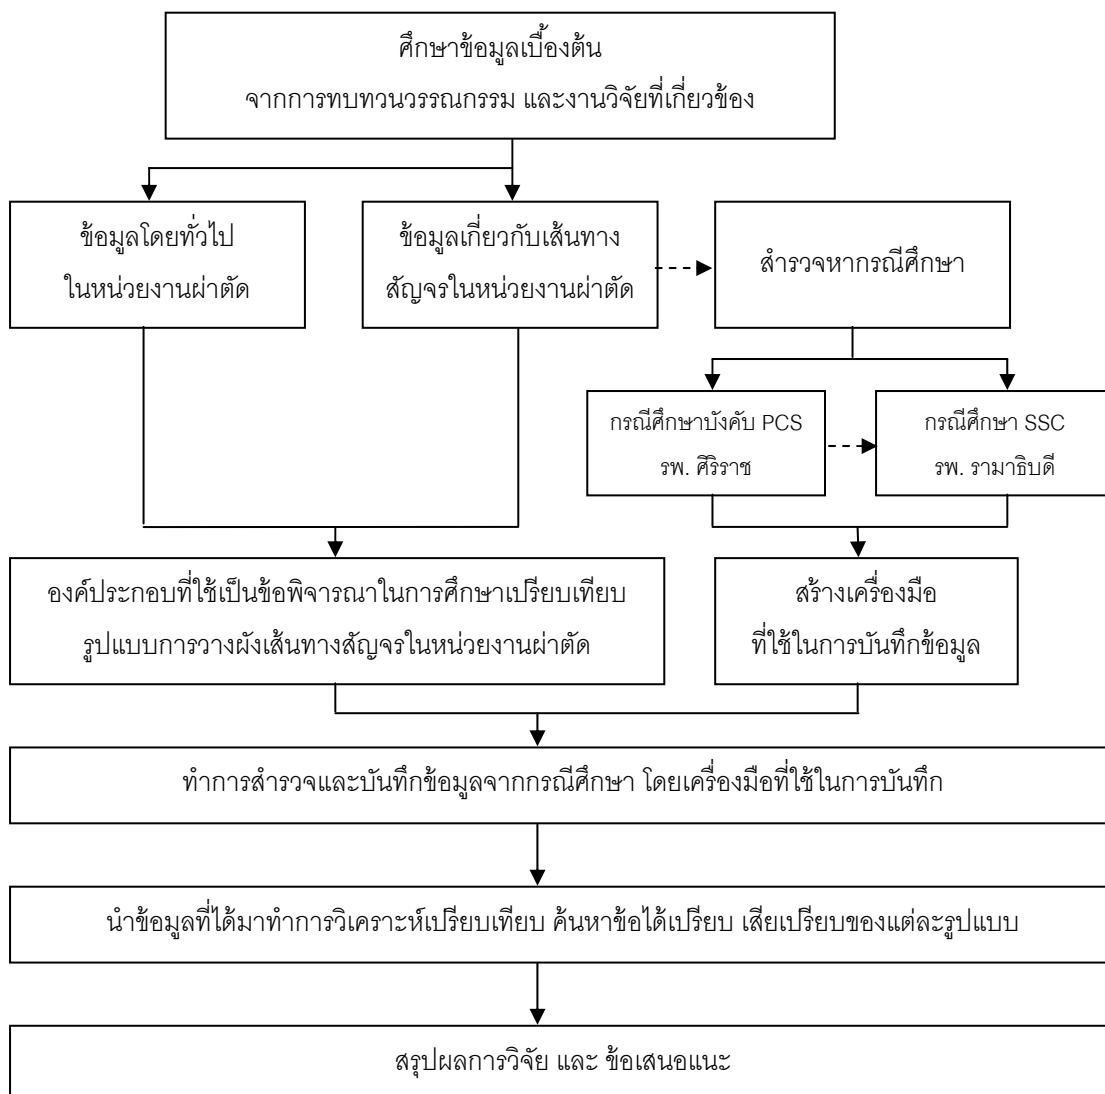 ศึกษาข้อมูลเบื้องต้น
จากการทบทวนวรรณกรรม และงานวิจัยที่เกี่ยวข้อง
ข้อมูลโดยทั่วไป
ในหน่วยงานผ่าตัด
ข้อมูลเกี่ยวกับเส้นทาง
สัญจรในหน่วยงานผ่าตัด
สำรวจหากรณีศึกษา
กรณีศึกษาบังคับ PCS
รพ. ศิริราช
กรณีศึกษา SSC
รพ. รามาธิบดี
องค์ประกอบที่ใช้เป็นข้อพิจารณาในการศึกษาเปรียบเทียบ
รูปแบบการวางผังเส้นทางสัญจรในหน่วยงานผ่าตัด
สร้างเครื่องมือ
ที่ใช้ในการบันทึกข้อมูล
ทำการสำรวจและบันทึกข้อมูลจากกรณีศึกษา โดยเครื่องมือที่ใช้ในการบันทึก
นำข้อมูลที่ได้มาทำการวิเคราะห์เปรียบเทียบ ค้นหาข้อได้เปรียบ เสียเปรียบของแต่ละรูปแบบ
สรุปผลการวิจัย และ ข้อเสนอแนะ